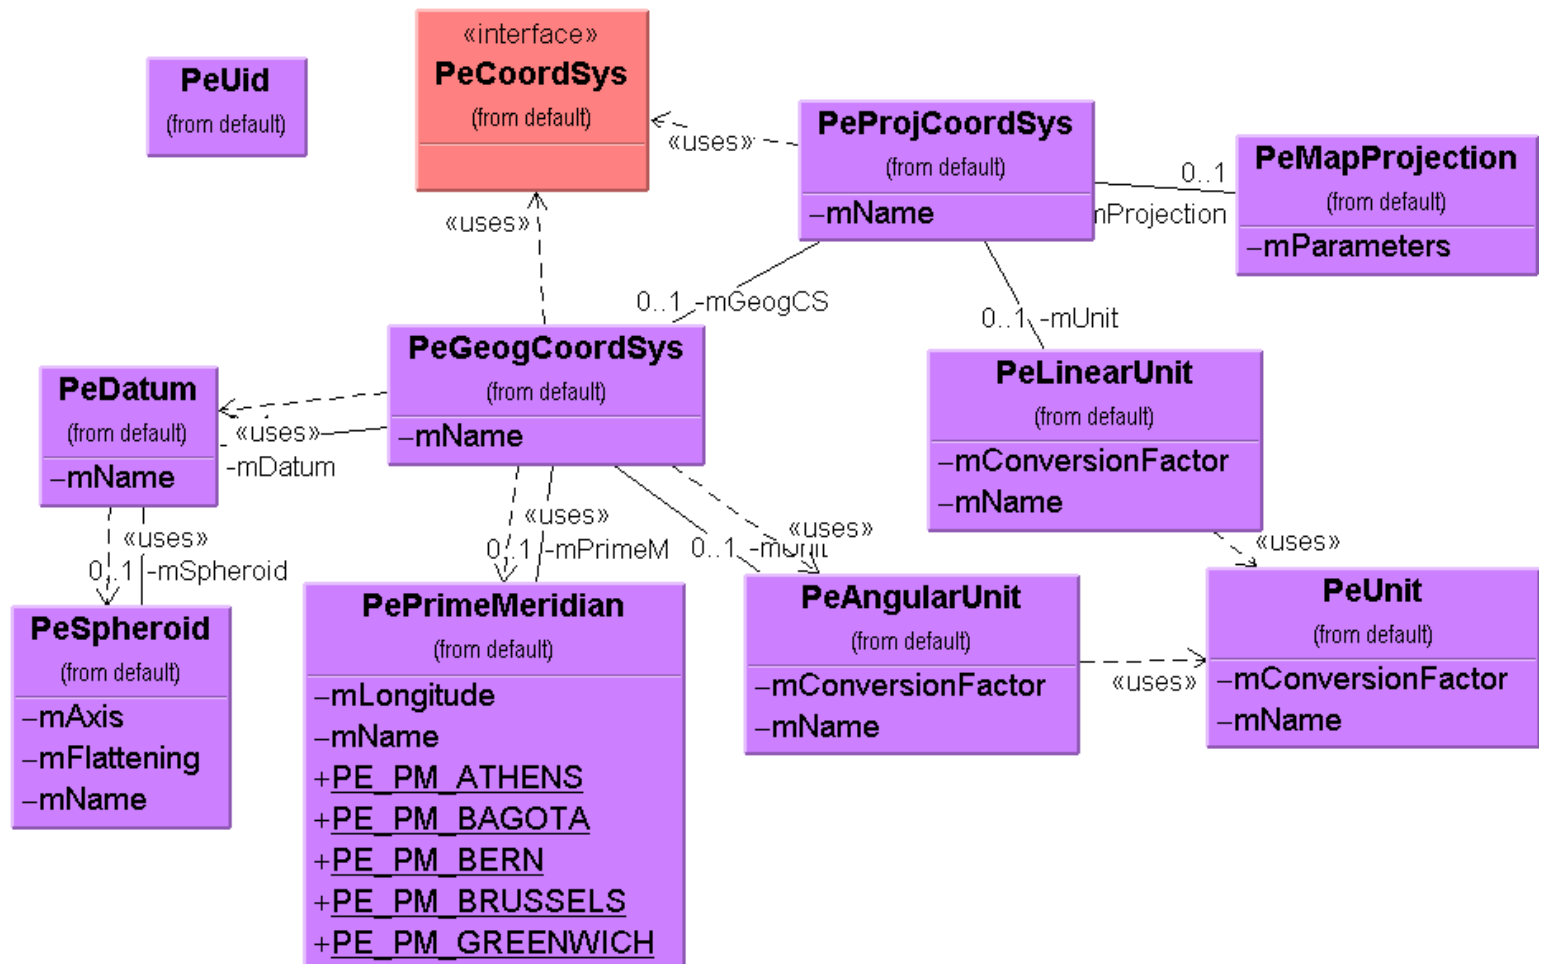 «interface»
PeCoordSys
(from default)
PeUid
(from default)
PeProjCoordSys
(from default)
–mName
«uses»
PeMapProjection
(from default)
–mParameters
0..1
mProjection
«uses»
0..1 -mGeogCS
0..1 -mUnit
PeGeogCoordSys
(from default)
–mName
PeDatum
(from default)
–mName
«uses»
-mDatum
PeLinearUnit
(from default)
–mConversionFactor
–mName
«uses»
«uses»
0..1 -mSpheroid
«uses»
0..1 -mPrimeM
«uses»
0..1 -mUnit
PeSpheroid
(from default)
–mAxis
–mFlattening
–mName
PePrimeMeridian
(from default)
–mLongitude
–mName
+PE_PM_ATHENS
+PE_PM_BAGOTA
+PE_PM_BERN
+PE_PM_BRUSSELS
+PE_PM_GREENWICH
PeAngularUnit
(from default)
–mConversionFactor
–mName
«uses»
PeUnit
(from default)
–mConversionFactor
–mName